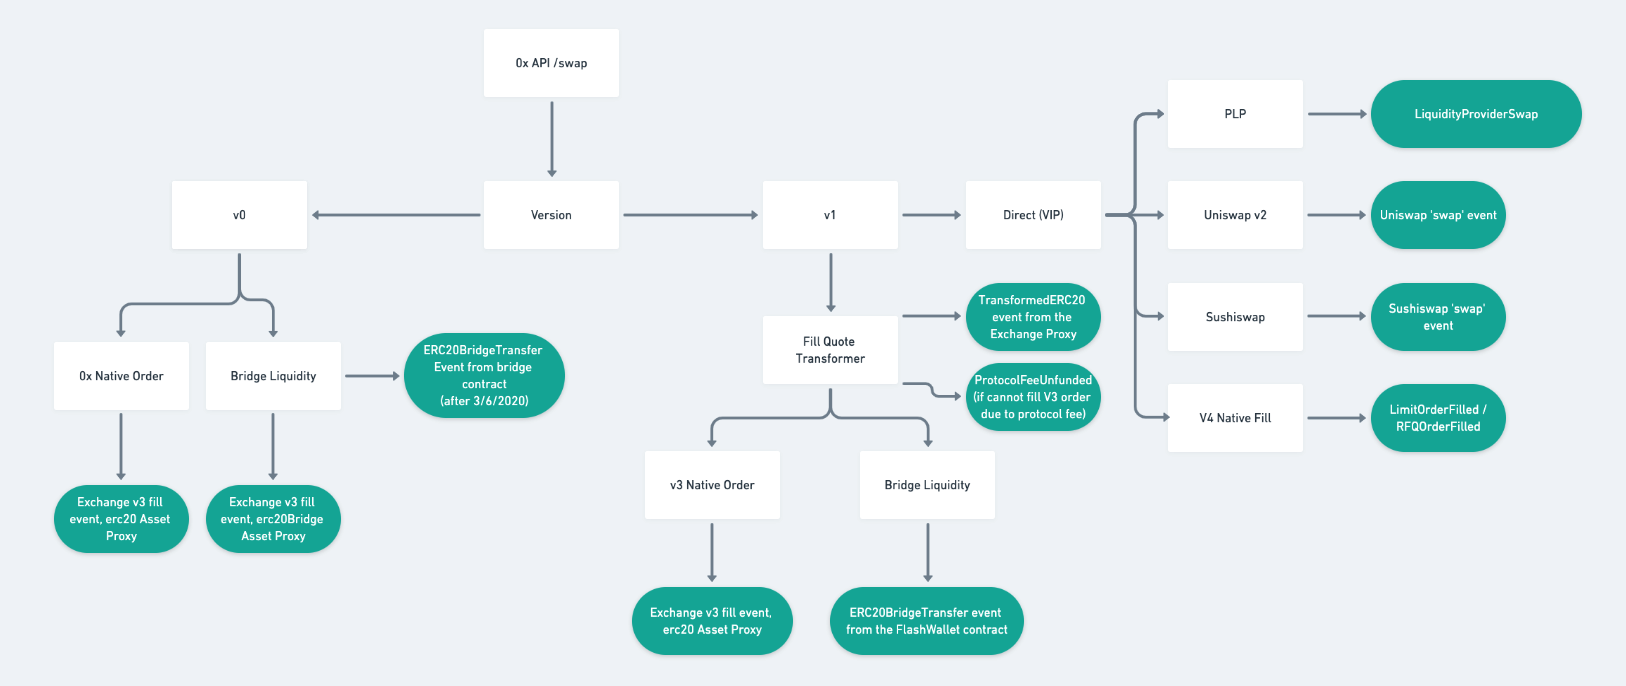 0x API /swap
PLP
LiquidityProviderSwap
v0
Version
v1
Direct (VIP)
Uniswap v2
Uniswap 'swap' event
TransformedERC20
event from the
Exchange Proxy
Sushiswap
Sushiswap 'swap'
event
Fill Quote
Transformer
0x Native Order
Bridge Liquidity
ERC20BridgeTransfer
Event from bridge
contract
(after 3/6/2020)
ProtocolFeeUnfunded
(if cannot fill V3 order
due to protocol fee)
V4 Native Fill
LimitOrderFilled /
RFQOrderFilled
v3 Native Order
Bridge Liquidity
Exchange v3 fill
event, erc20 Asset
Proxy
Exchange v3 fill
event, erc20Bridge
Asset Proxy
Exchange v3 fill event,
erc20 Asset Proxy
ERC20BridgeTransfer event
from the FlashWallet contract